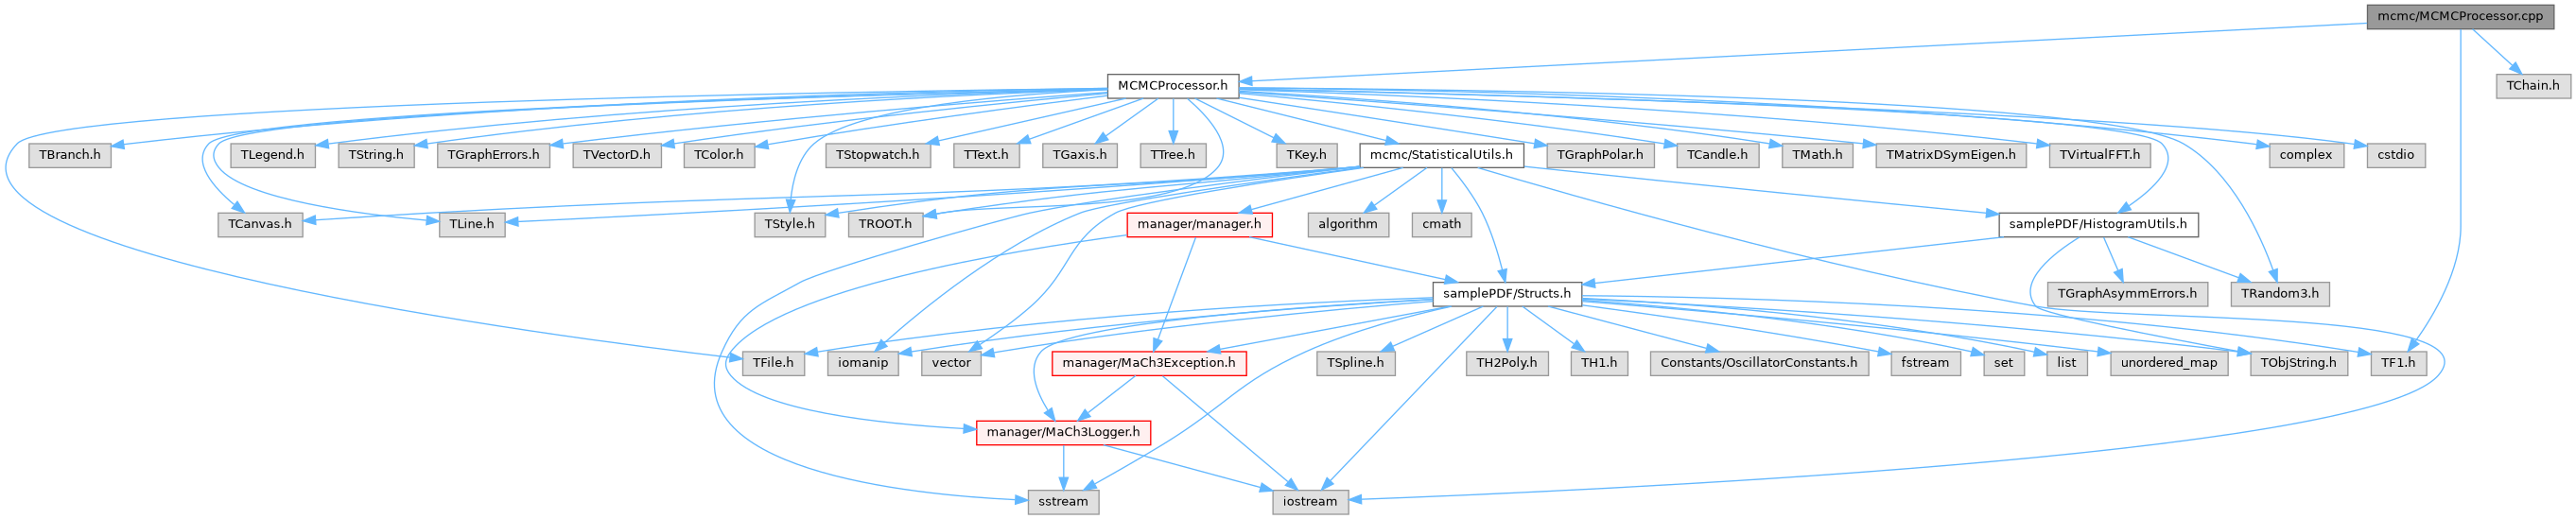 mcmc/MCMCProcessor.cpp
MCMCProcessor.h
TChain.h
TBranch.h
TLegend.h
TString.h
TGraphErrors.h
TVectorD.h
TColor.h
TStopwatch.h
TText.h
TGaxis.h
TTree.h
TKey.h
mcmc/StatisticalUtils.h
TGraphPolar.h
TCandle.h
TMath.h
TMatrixDSymEigen.h
TVirtualFFT.h
complex
cstdio
TCanvas.h
TLine.h
TStyle.h
TROOT.h
manager/manager.h
algorithm
cmath
samplePDF/HistogramUtils.h
samplePDF/Structs.h
TGraphAsymmErrors.h
TRandom3.h
TFile.h
iomanip
vector
manager/MaCh3Exception.h
TSpline.h
TH2Poly.h
TH1.h
Constants/OscillatorConstants.h
fstream
set
list
unordered_map
TObjString.h
TF1.h
manager/MaCh3Logger.h
sstream
iostream